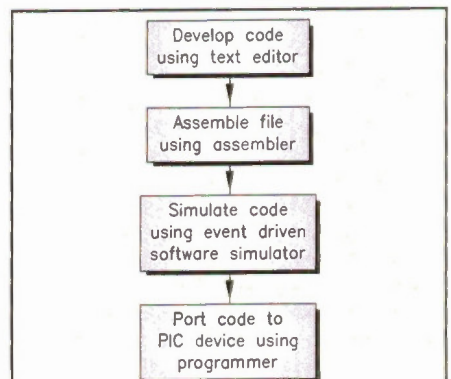 Develop code
using text editor
Assemble file
using assembler
Simulate code
using event driven
software simulator
Port code to
PIC device using
programmer